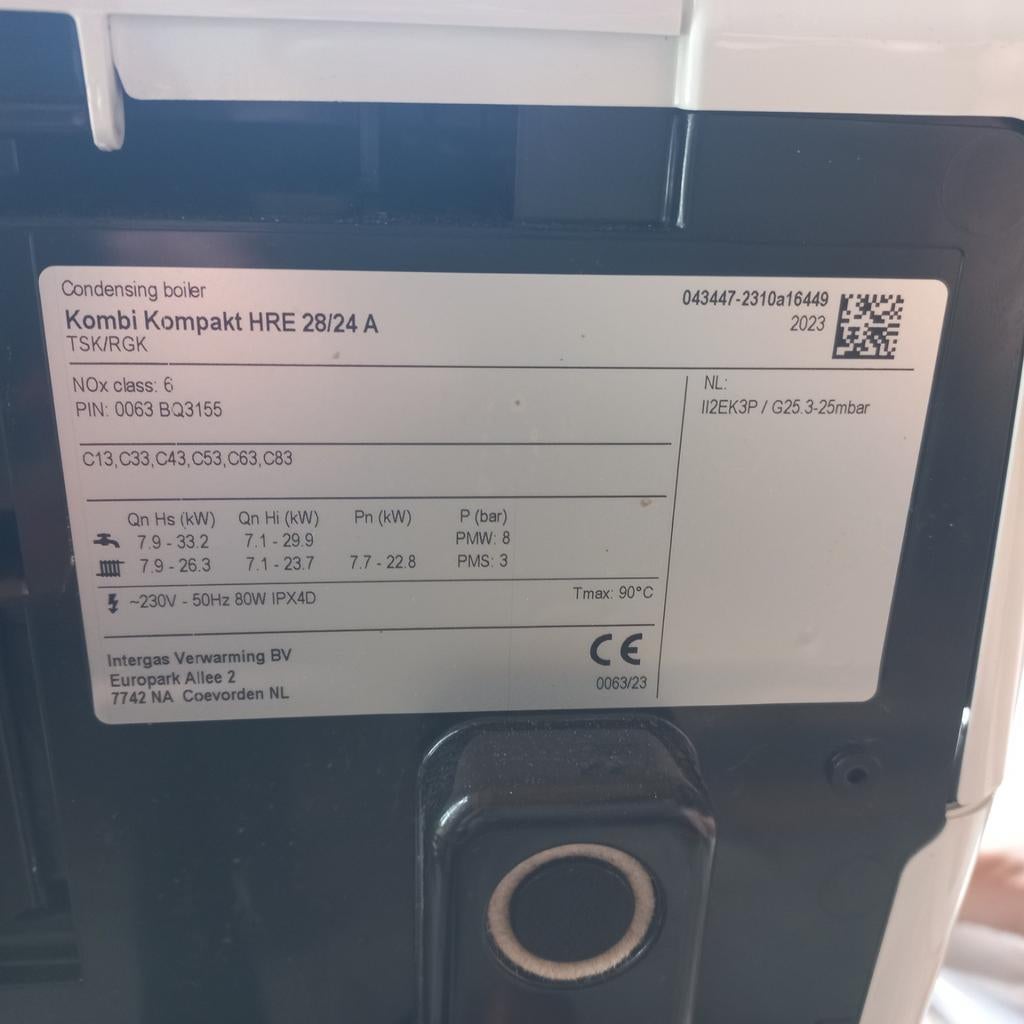 Condensing boiler
Kombi Kompakt HRE 28/24 A
TSK/RGK
043447-2310a16449
2023
NOx class: 6
PIN: 0063 BQ3155
NL:
II2EK3P / G25.3-25mbar
C13,C33,C43,C53,C63,C83
Qn Hs (kW) Qn Hi (kW) Pn (kW) P (bar)
7.9 - 33.2 7.1 - 29.9 PMW: 8
7.9 - 26.3 7.1 - 23.7 7.7 - 22.8 PMS: 3
~230V - 50Hz 80W IPX4D Tmax: 90°C
Intergas Verwarming BV
Europark Allee 2
7742 NA Coevorden NL
CE
0063/23